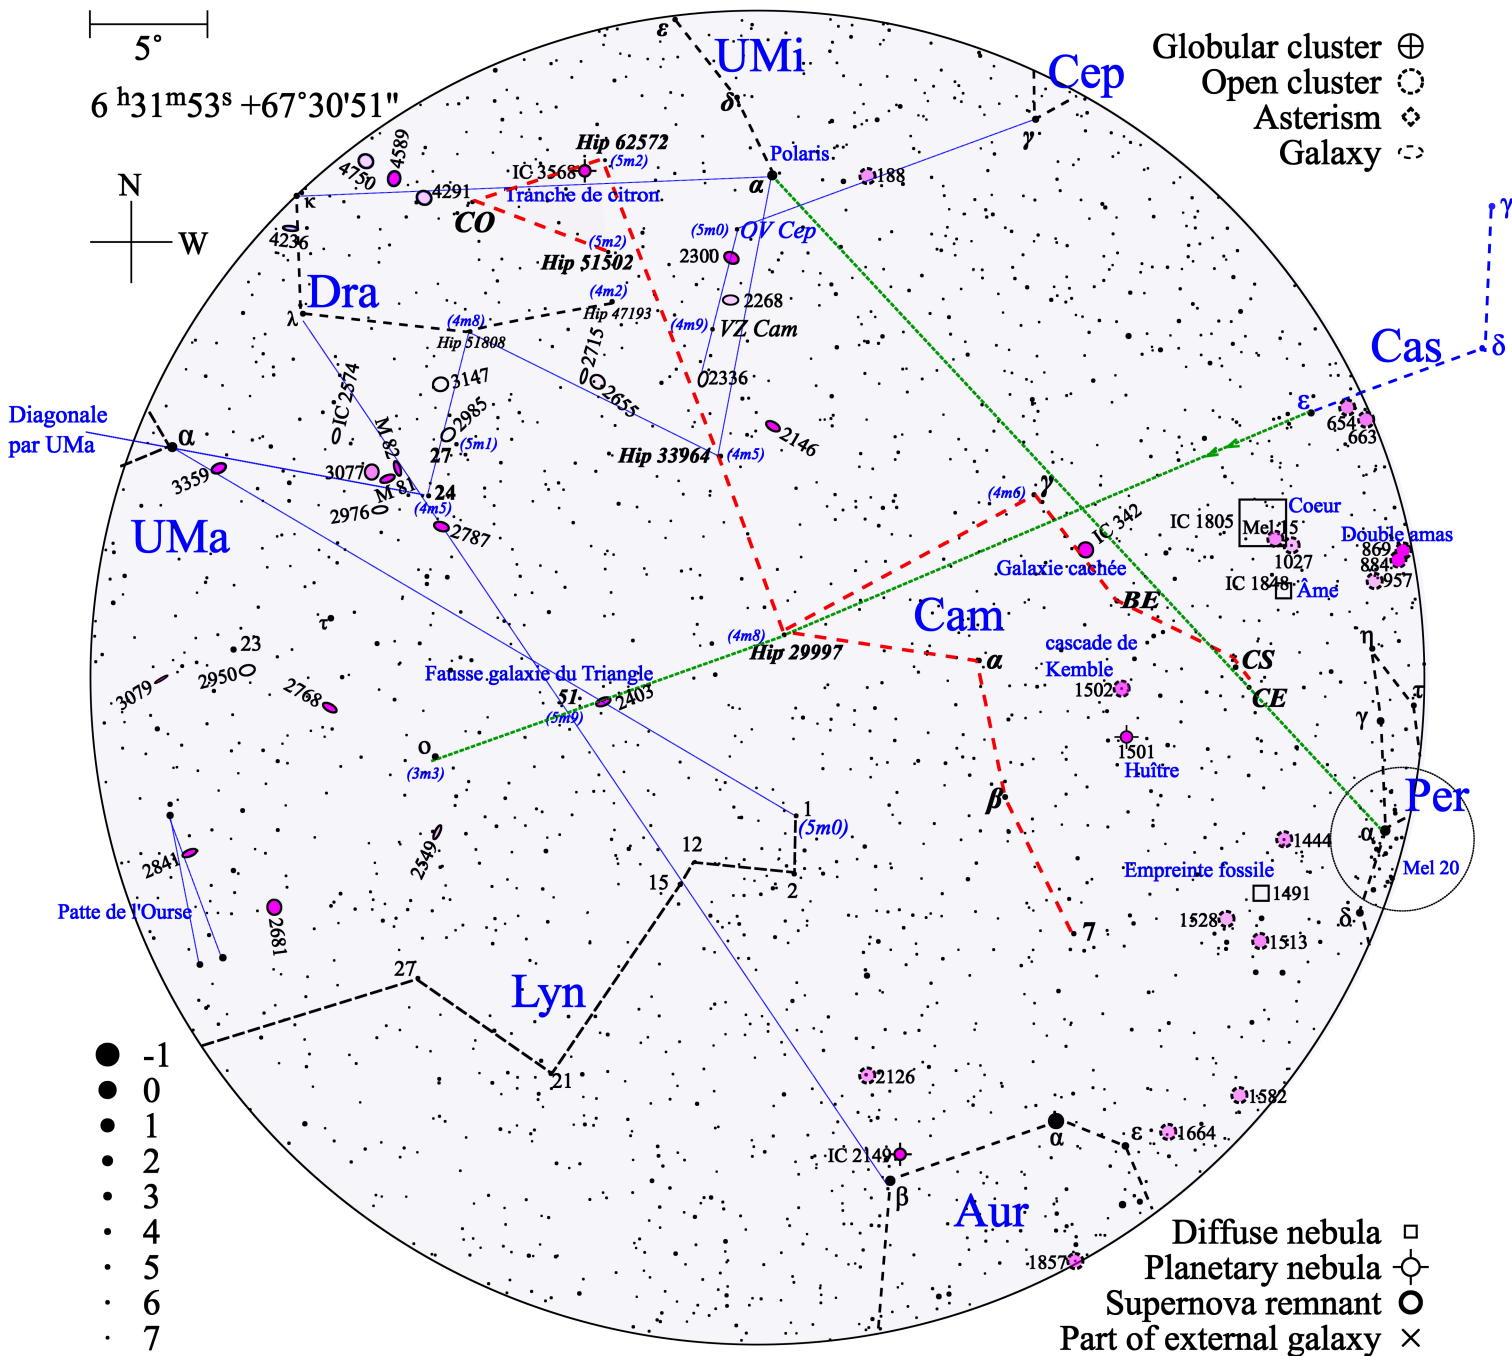 5°
6 h31m53s +67°30'51"
N
W
Globular cluster
Open cluster
Asterism
Galaxy
ε
UMi
Cep
δ
γ
Polaris
α
188
4750
4589
4291
Hip 62572
(5m2)
IC 3568
Tranche de citron
κ
CO
4236
(5m2)
Hip 51502
(5m0)
QV Cep
2300
γ
Dra
(4m2)
Hip 47193
2268
λ
(4m8)
Hip 51808
(4m9)
VZ Cam
Cas
δ
2715
2655
2336
3147
IC 2574
2985
ε
654
663
Diagonale
par UMa
α
M 82
(5m1)
27
2146
Hip 33964
(4m5)
3359
3077
M 81
24
(4m5)
2976
2787
(4m6)
γ
IC 342
Galaxie cachée
Coeur
IC 1805
Mel 15
1027
Double amas
869
884
957
IC 1848
Âme
UMa
BE
Cam
τ
23
2950
3079
2768
(4m8)
Hip 29997
α
cascade de
Kemble
1502
CS
CE
η
τ
γ
Fausse galaxie du Triangle
51
(5m9)
2403
ο
(3m3)
1501
Huître
β
Per
1
(5m0)
α
Mel 20
1444
2841
2549
12
15
2
Empreinte fossile
1491
Patte de l'Ourse
2681
1528
1513
δ
7
27
Lyn
21
2126
1582
α
ε
1664
IC 2149
β
Aur
1857
-1
0
1
2
3
4
5
6
7
Diffuse nebula
Planetary nebula
Supernova remnant
Part of external galaxy